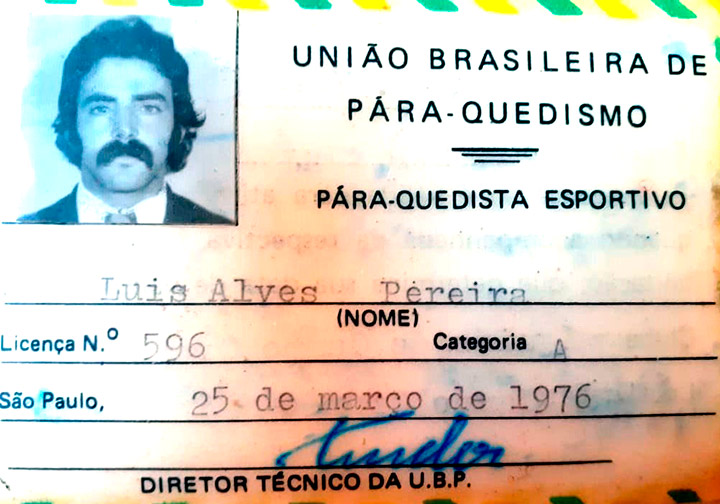 UNIÃO BRASILEIRA DE
PÁRA-QUEDISMO
PÁRA-QUEDISTA ESPORTIVO
Luis Alves Pereira
(NOME)
Licença N.º 596 Categoria A
São Paulo, 25 de março de 1976
DIRETOR TÉCNICO DA U.B.P.